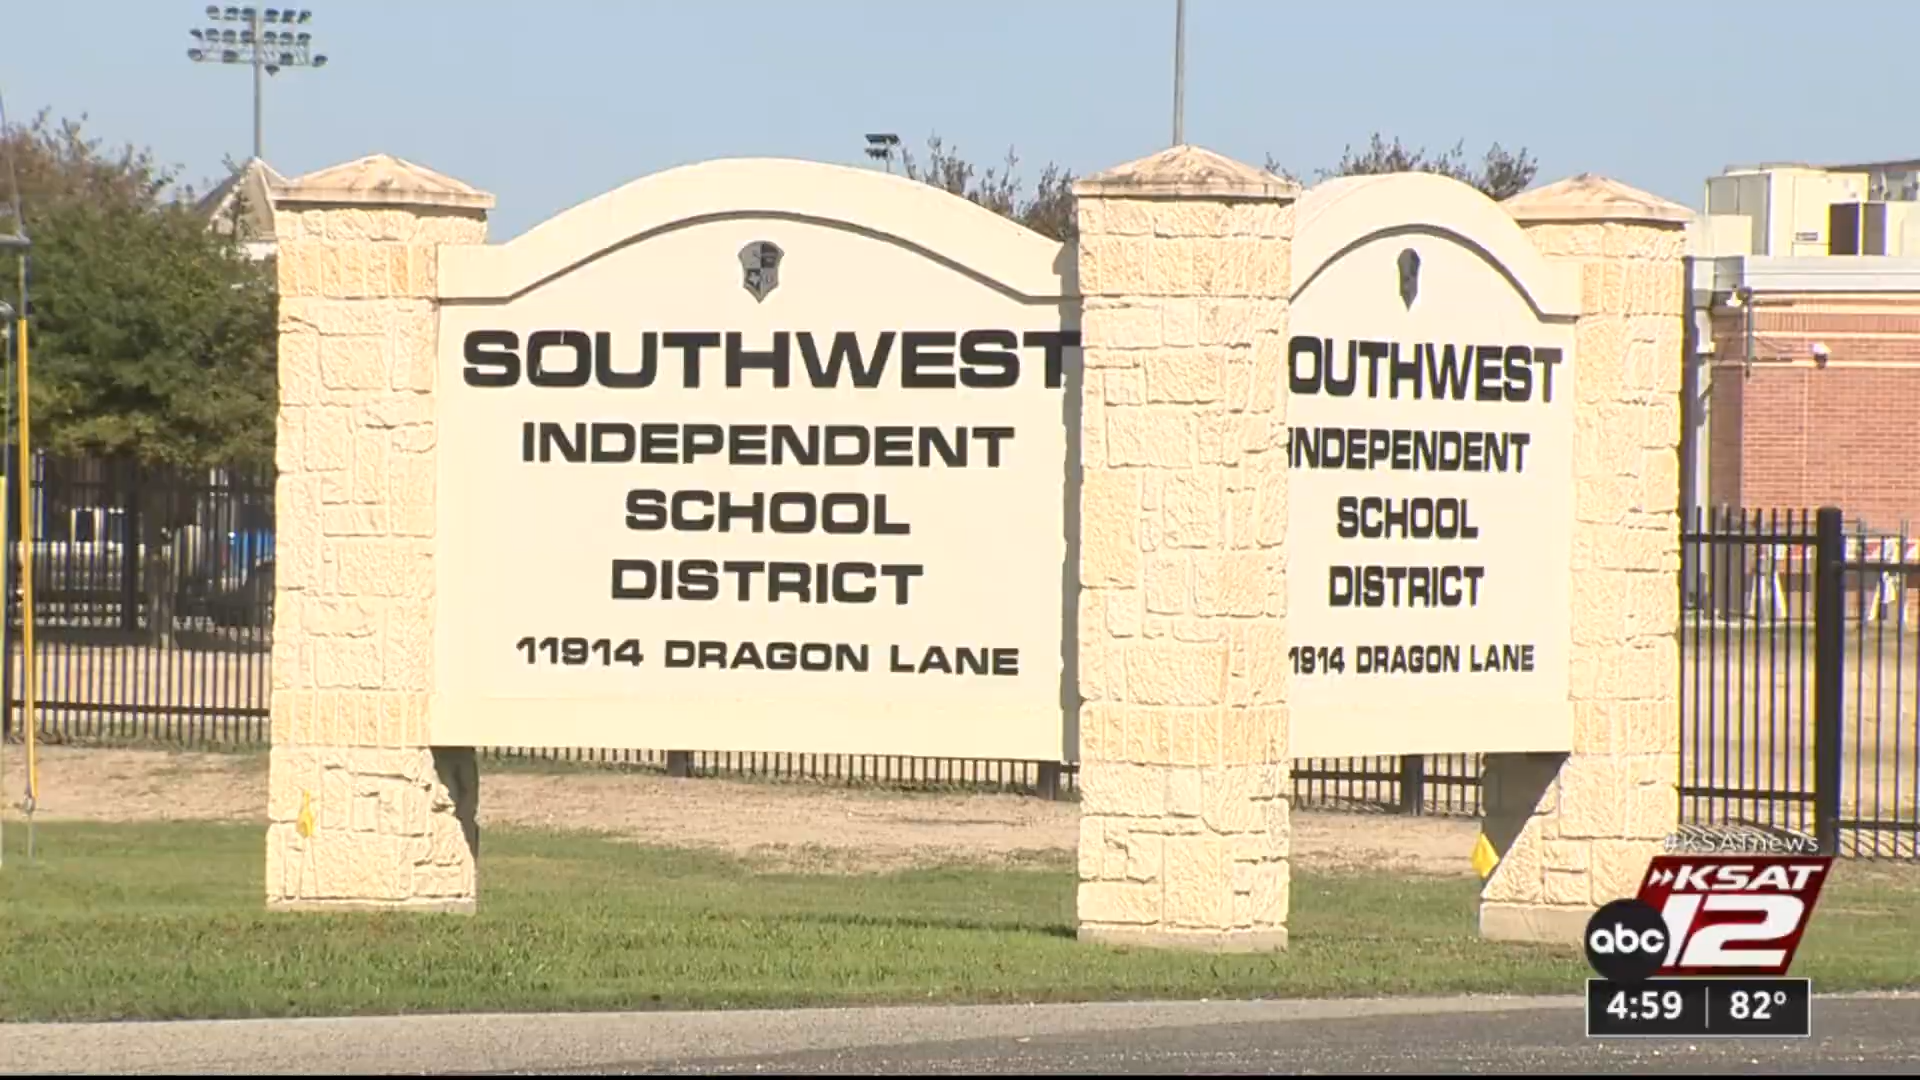 SOUTHWEST
INDEPENDENT
SCHOOL
DISTRICT
11914 DRAGON LANE
OUTHWEST
INDEPENDENT
SCHOOL
DISTRICT
1914 DRAGON LANE
#KSATnews
KSAT
abc 12
4:59 82°